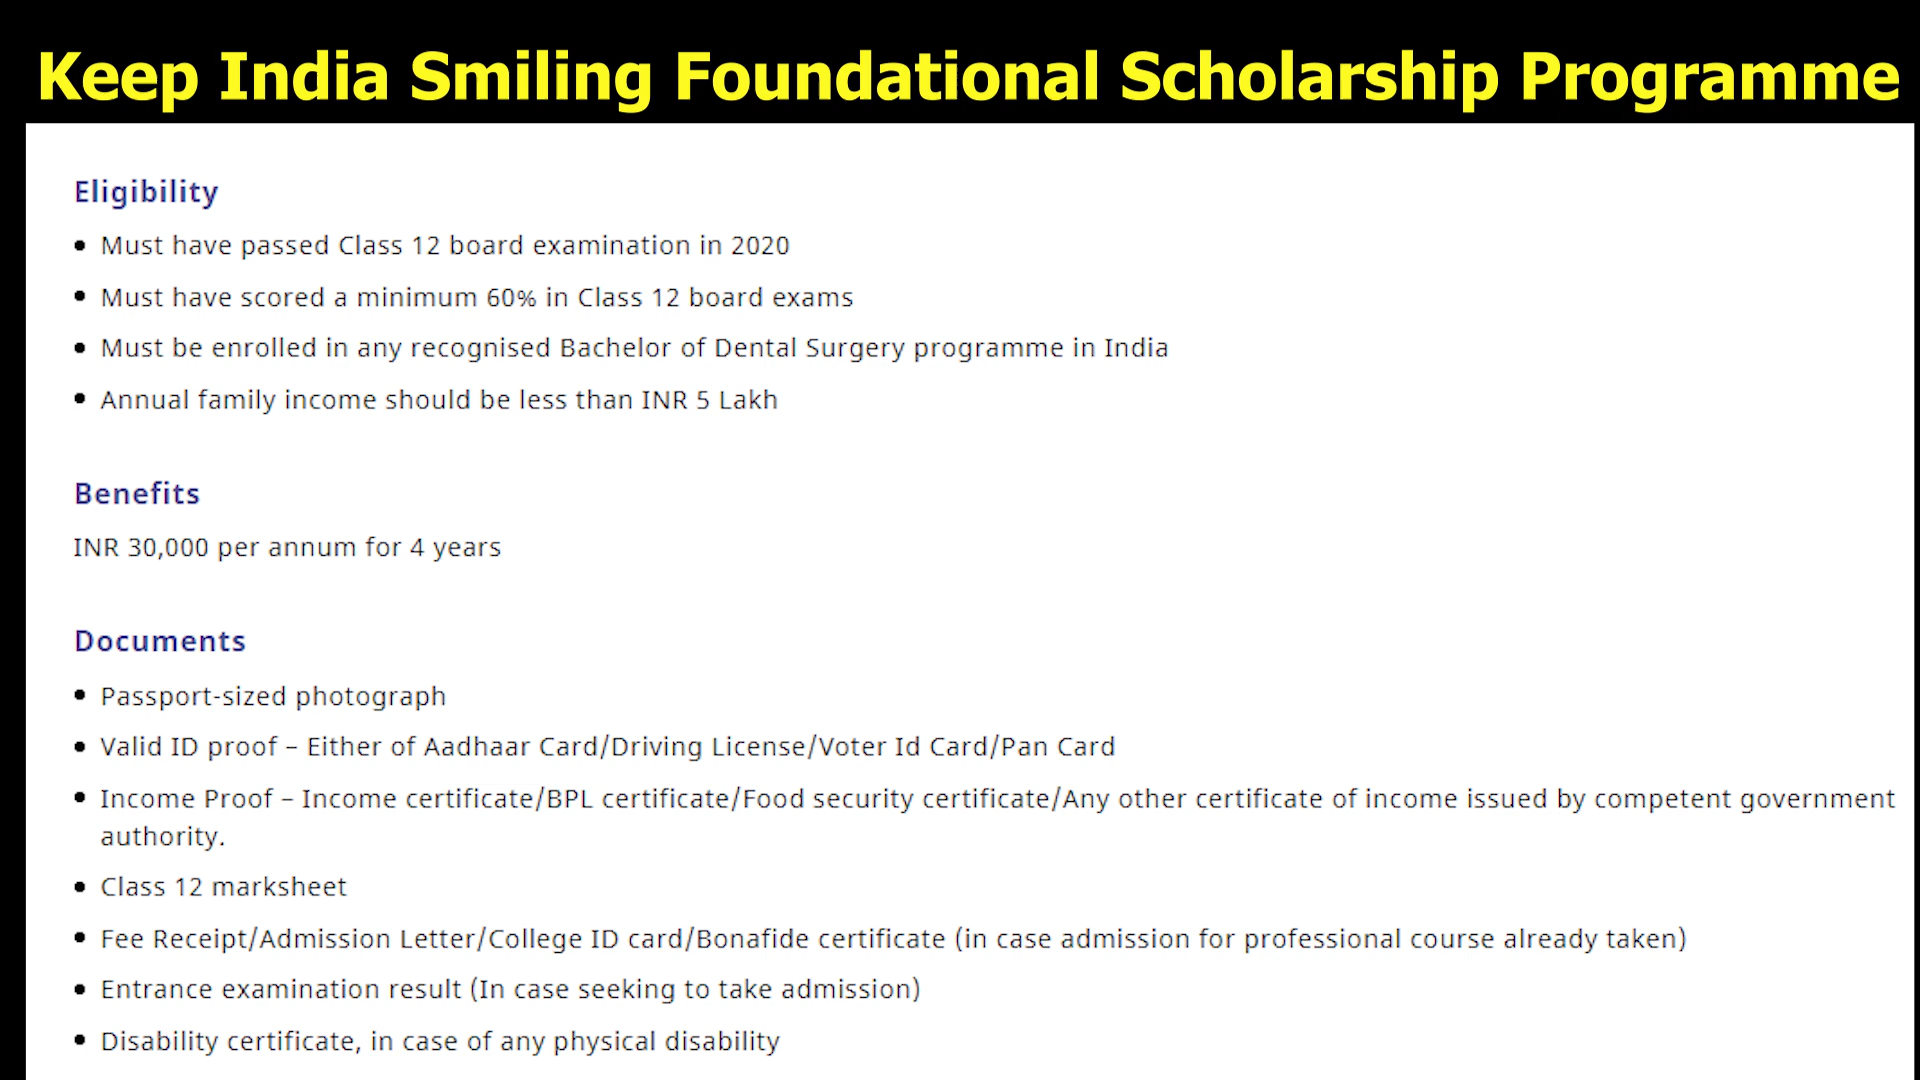 Keep India Smiling Foundational Scholarship Programme
Eligibility
• Must have passed Class 12 board examination in 2020
• Must have scored a minimum 60% in Class 12 board exams
• Must be enrolled in any recognised Bachelor of Dental Surgery programme in India
• Annual family income should be less than INR 5 Lakh
Benefits
INR 30,000 per annum for 4 years
Documents
• Passport-sized photograph
• Valid ID proof – Either of Aadhaar Card/Driving License/Voter Id Card/Pan Card
• Income Proof – Income certificate/BPL certificate/Food security certificate/Any other certificate of income issued by competent government
authority.
• Class 12 marksheet
• Fee Receipt/Admission Letter/College ID card/Bonafide certificate (in case admission for professional course already taken)
• Entrance examination result (In case seeking to take admission)
• Disability certificate, in case of any physical disability